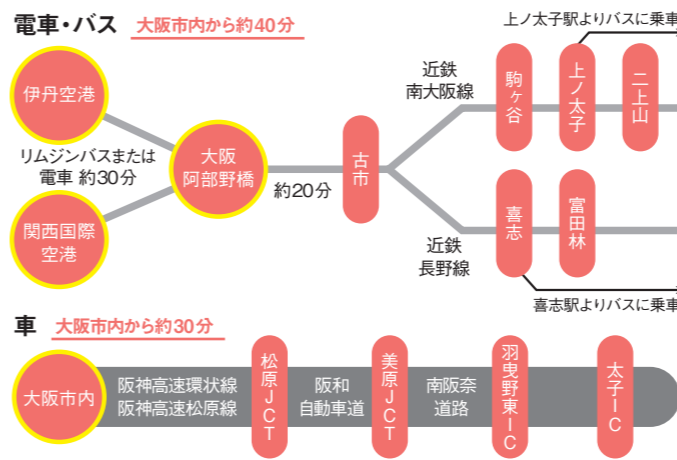 電車・バス
大阪市内から約40分
上ノ太子駅よりバスに乗車
伊丹空港
リムジンバスまたは
電車 約30分
関西国際
空港
大阪
阿部野橋
約20分
古市
近鉄
南大阪線
駒ヶ谷
上ノ太子
二上山
近鉄
長野線
喜志
富田林
喜志駅よりバスに乗車
車
大阪市内から約30分
大阪市内
阪神高速環状線
阪神高速松原線
松原JCT
阪和
自動車道
美原JCT
南阪奈
道路
羽曳野東IC
太子IC